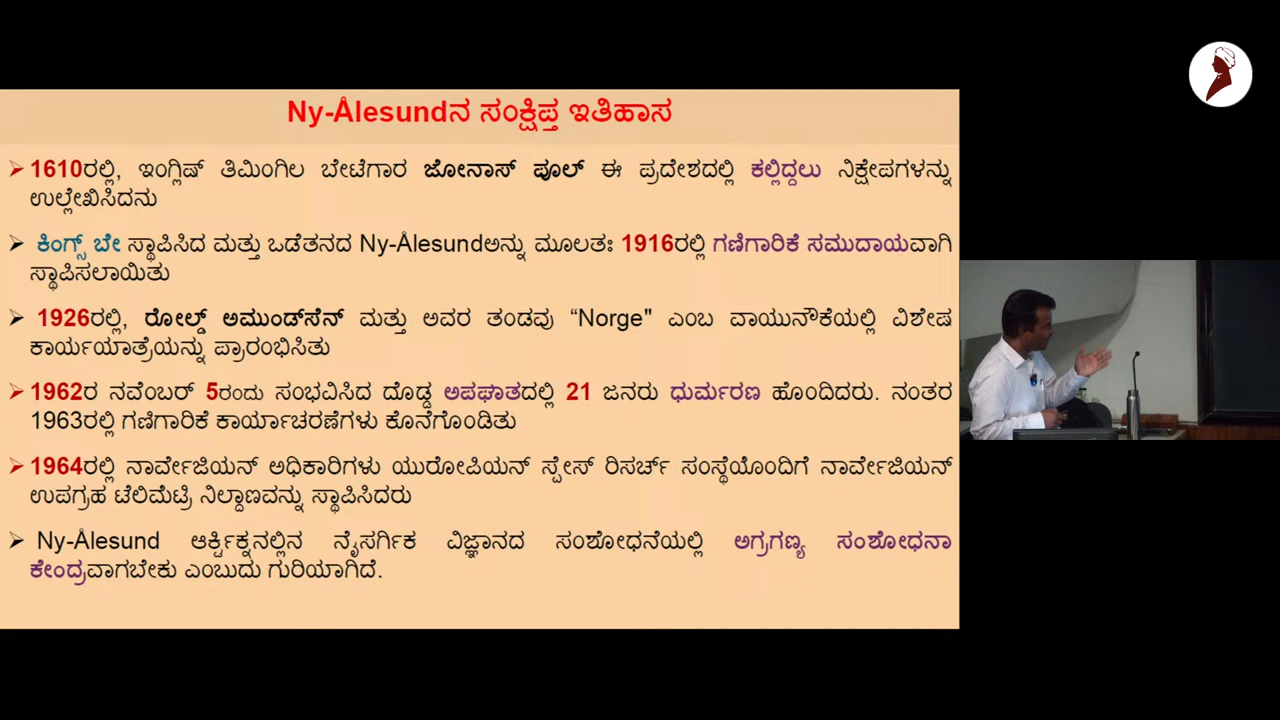 Ny-Ålesundನ ಸಂಕ್ಷಿಪ್ತ ಇತಿಹಾಸ
➢ 1610ರಲ್ಲಿ, ಇಂಗ್ಲಿಷ್ ತಿಮಿಂಗಿಲ ಬೇಟೆಗಾರ ಜೋನಾಸ್ ಪೂಲ್ ಈ ಪ್ರದೇಶದಲ್ಲಿ ಕಲ್ಲಿದ್ದಲು ನಿಕ್ಷೇಪಗಳನ್ನು
ಉಲ್ಲೇಖಿಸಿದನು
➢ ಕಿಂಗ್ಸ್ ಬೇ ಸ್ಥಾಪಿಸಿದ ಮತ್ತು ಒಡೆತನದ Ny-Ålesundಅನ್ನು ಮೂಲತಃ 1916ರಲ್ಲಿ ಗಣಿಗಾರಿಕೆ ಸಮುದಾಯವಾಗಿ
ಸ್ಥಾಪಿಸಲಾಯಿತು
➢ 1926ರಲ್ಲಿ, ರೋಲ್ಡ್ ಅಮುಂಡ್‌ಸೆನ್ ಮತ್ತು ಅವರ ತಂಡವು “Norge" ಎಂಬ ವಾಯುನೌಕೆಯಲ್ಲಿ ವಿಶೇಷ
ಕಾರ್ಯಯಾತ್ರೆಯನ್ನು ಪ್ರಾರಂಭಿಸಿತು
➢ 1962ರ ನವೆಂಬರ್ 5ರಂದು ಸಂಭವಿಸಿದ ದೊಡ್ಡ ಅಪಘಾತದಲ್ಲಿ 21 ಜನರು ಧುರ್ಮರಣ ಹೊಂದಿದರು. ನಂತರ
1963ರಲ್ಲಿ ಗಣಿಗಾರಿಕೆ ಕಾರ್ಯಾಚರಣೆಗಳು ಕೊನೆಗೊಂಡಿತು
➢ 1964ರಲ್ಲಿ ನಾರ್ವೇಜಿಯನ್ ಅಧಿಕಾರಿಗಳು ಯುರೋಪಿಯನ್ ಸ್ಪೇಸ್ ರಿಸರ್ಚ್ ಸಂಸ್ಥೆಯೊಂದಿಗೆ ನಾರ್ವೇಜಿಯನ್
ಉಪಗ್ರಹ ಟೆಲಿಮೆಟ್ರಿ ನಿಲ್ದಾಣವನ್ನು ಸ್ಥಾಪಿಸಿದರು
➢ Ny-Ålesund ಆರ್ಕ್ಟಿಕ್ನನಲ್ಲಿನ ನೈಸರ್ಗಿಕ ವಿಜ್ಞಾನದ ಸಂಶೋಧನೆಯಲ್ಲಿ ಅಗ್ರಗಣ್ಯ ಸಂಶೋಧನಾ
ಕೇಂದ್ರವಾಗಬೇಕು ಎಂಬುದು ಗುರಿಯಾಗಿದೆ.